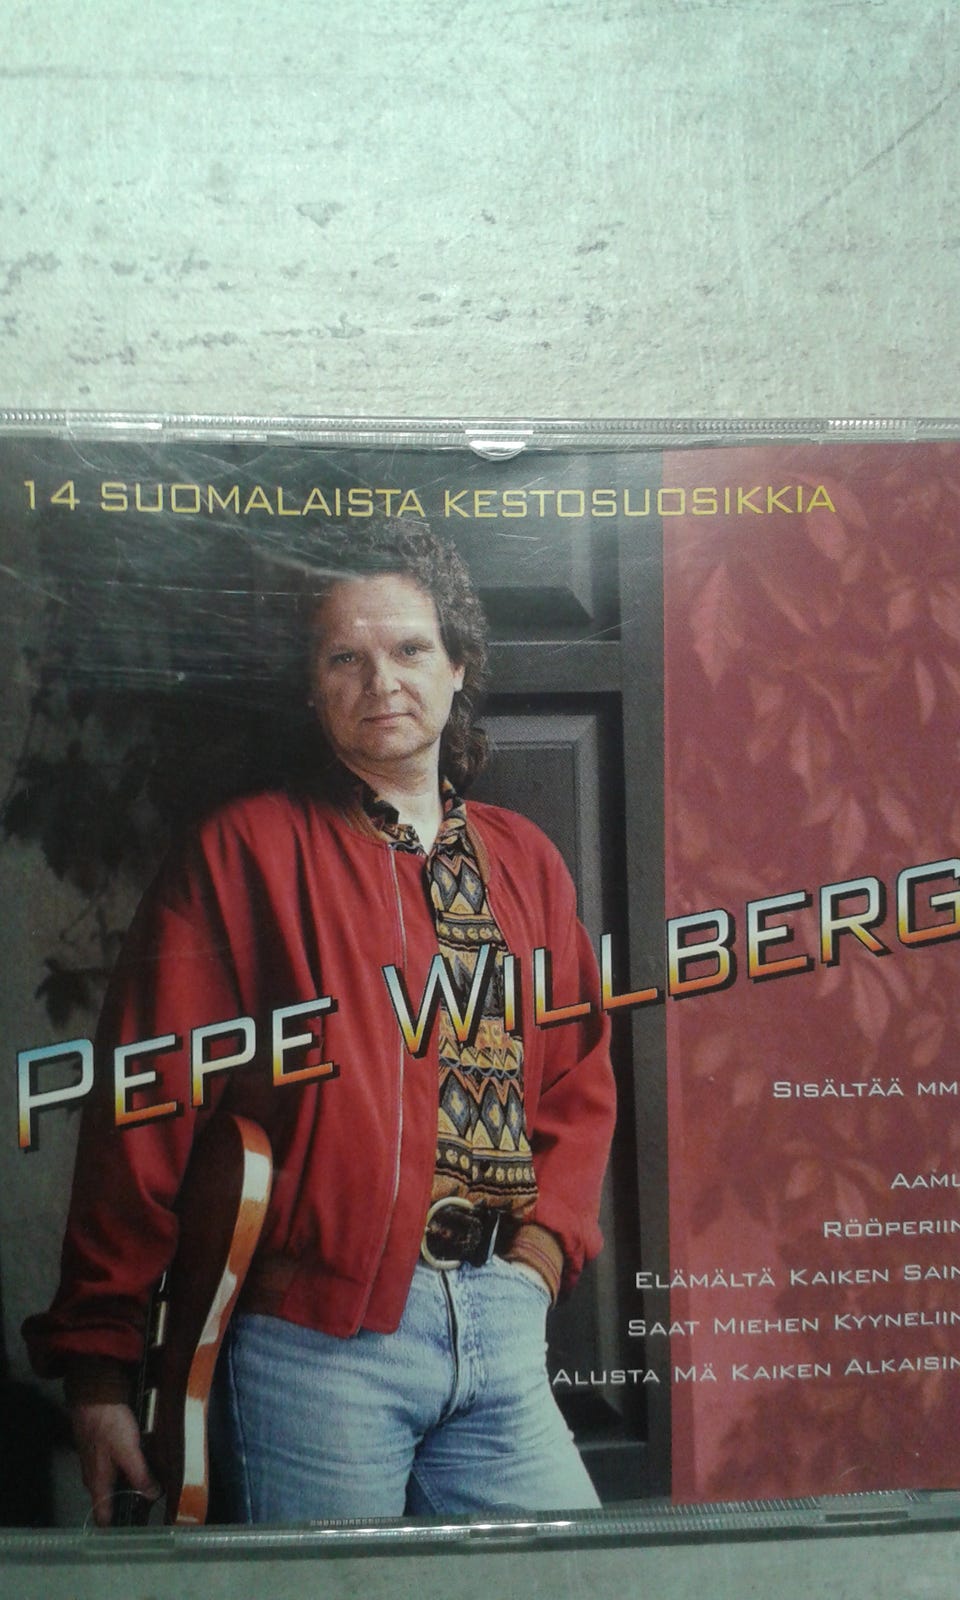 14 SUOMALAISTA KESTOSUOSIKKIA
PEPE WILLBERG
SISÄLTÄÄ MM
AAMU
RÖÖPERIIN
ELÄMÄLTÄ KAIKEN SAIN
SAAT MIEHEN KYYNELIIN
ALUSTA MÄ KAIKEN ALKAISIN